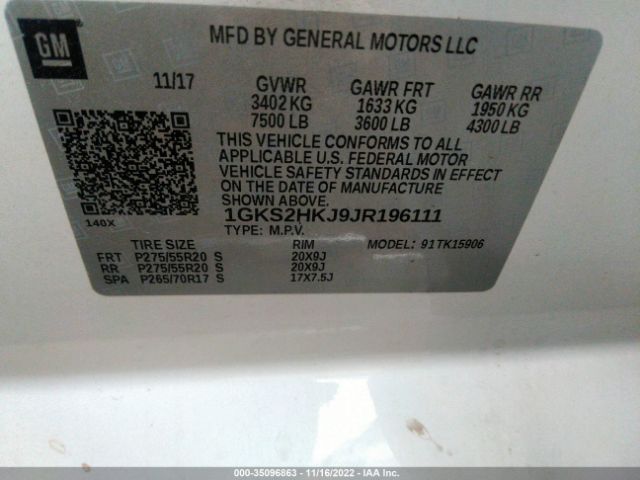 GM
MFD BY GENERAL MOTORS LLC
11/17 GVWR GAWR FRT GAWR RR
3402 KG 1633 KG 1950 KG
7500 LB 3600 LB 4300 LB
THIS VEHICLE CONFORMS TO ALL
APPLICABLE U.S. FEDERAL MOTOR
VEHICLE SAFETY STANDARDS IN EFFECT
ON THE DATE OF MANUFACTURE
SHOWN ABOVE.
1GKS2HKJ9JR196111
140X TYPE: M.P.V. MODEL: 91TK15906
TIRE SIZE RIM
FRT P275/55R20 S 20X9J
RR P275/55R20 S 20X9J
SPA P265/70R17 S 17X7.5J
000-35096863 - 11/16/2022 - IAA Inc.